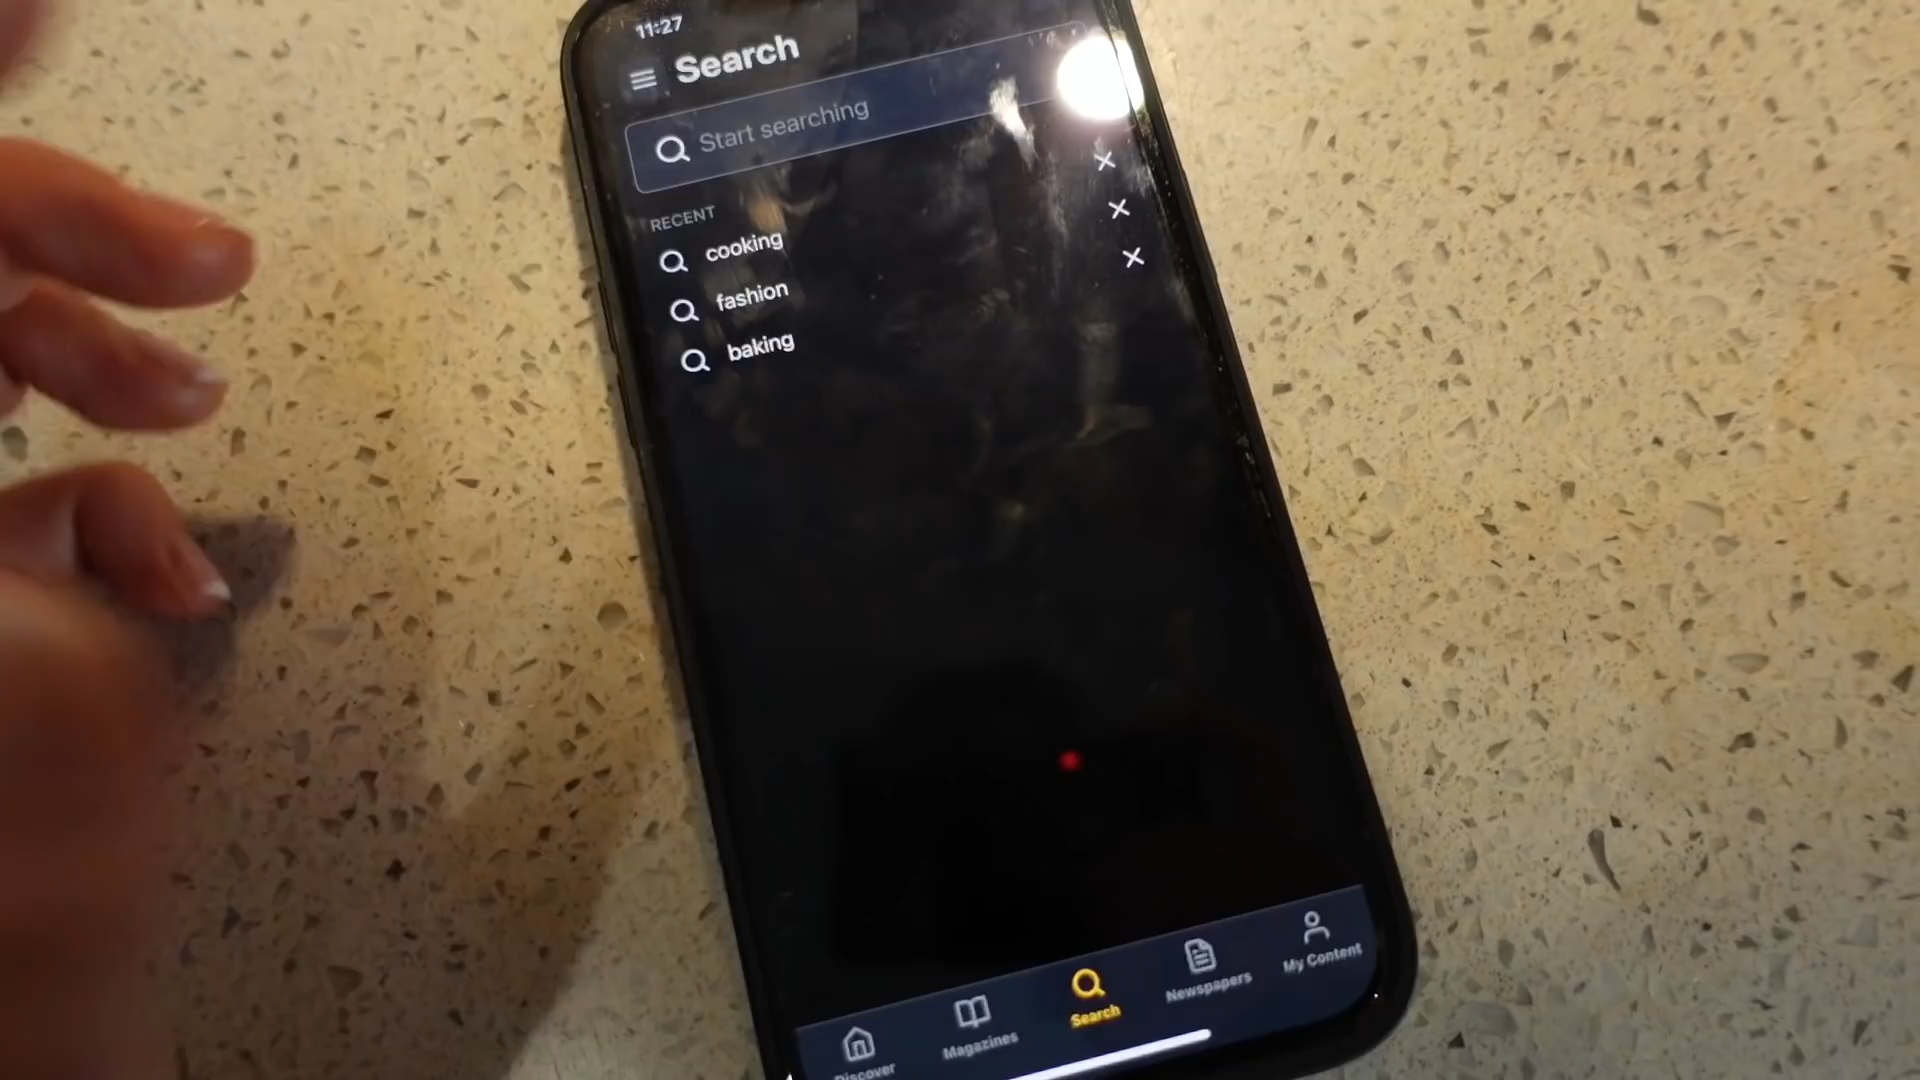 11:27
Search
Start searching
RECENT
cooking
fashion
baking
Discover
Magazines
Search
Newspapers
My Content